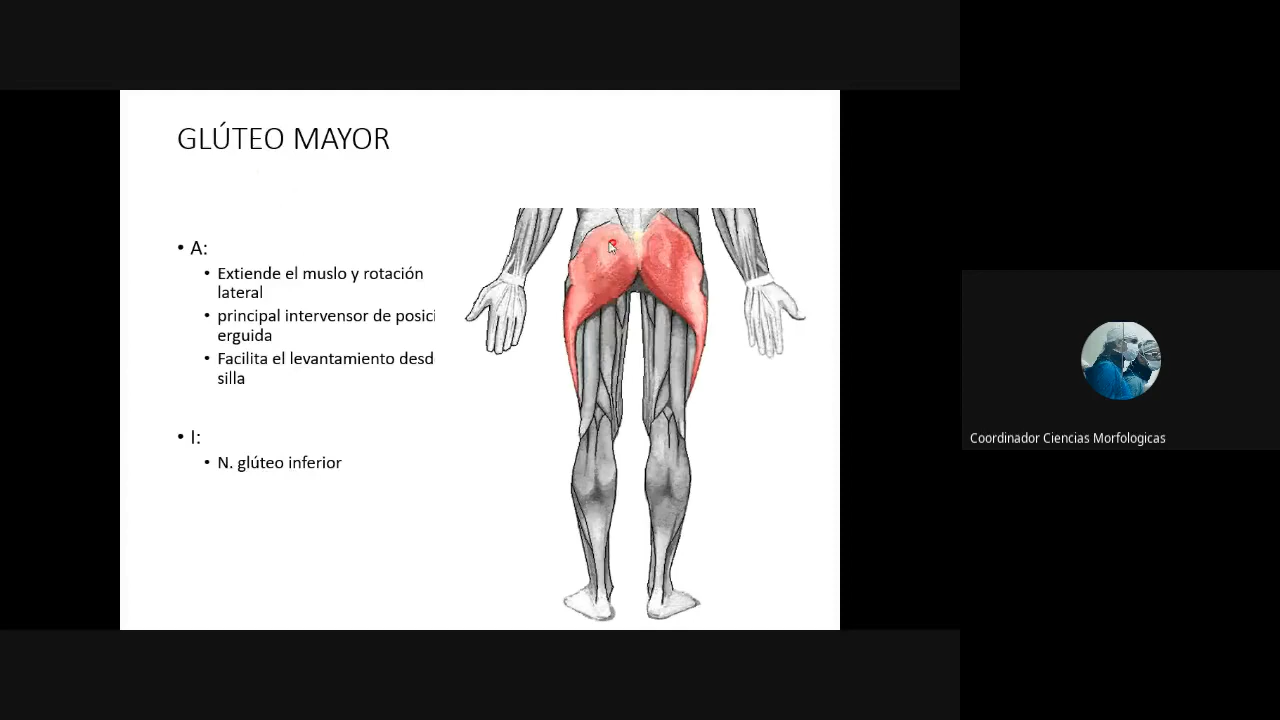 GLÚTEO MAYOR
• A:
• Extiende el muslo y rotación
lateral
• principal intervensor de posici
erguida
• Facilita el levantamiento desd
silla
• I:
• N. glúteo inferior
Coordinador Ciencias Morfologicas